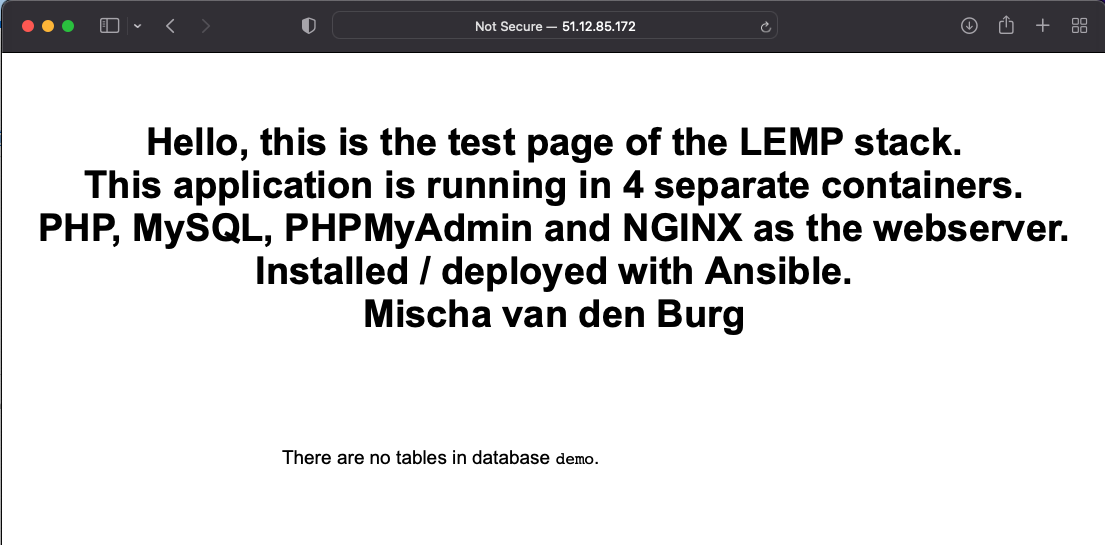 Not Secure — 51.12.85.172
Hello, this is the test page of the LEMP stack.
This application is running in 4 separate containers.
PHP, MySQL, PHPMyAdmin and NGINX as the webserver.
Installed / deployed with Ansible.
Mischa van den Burg
There are no tables in database demo.